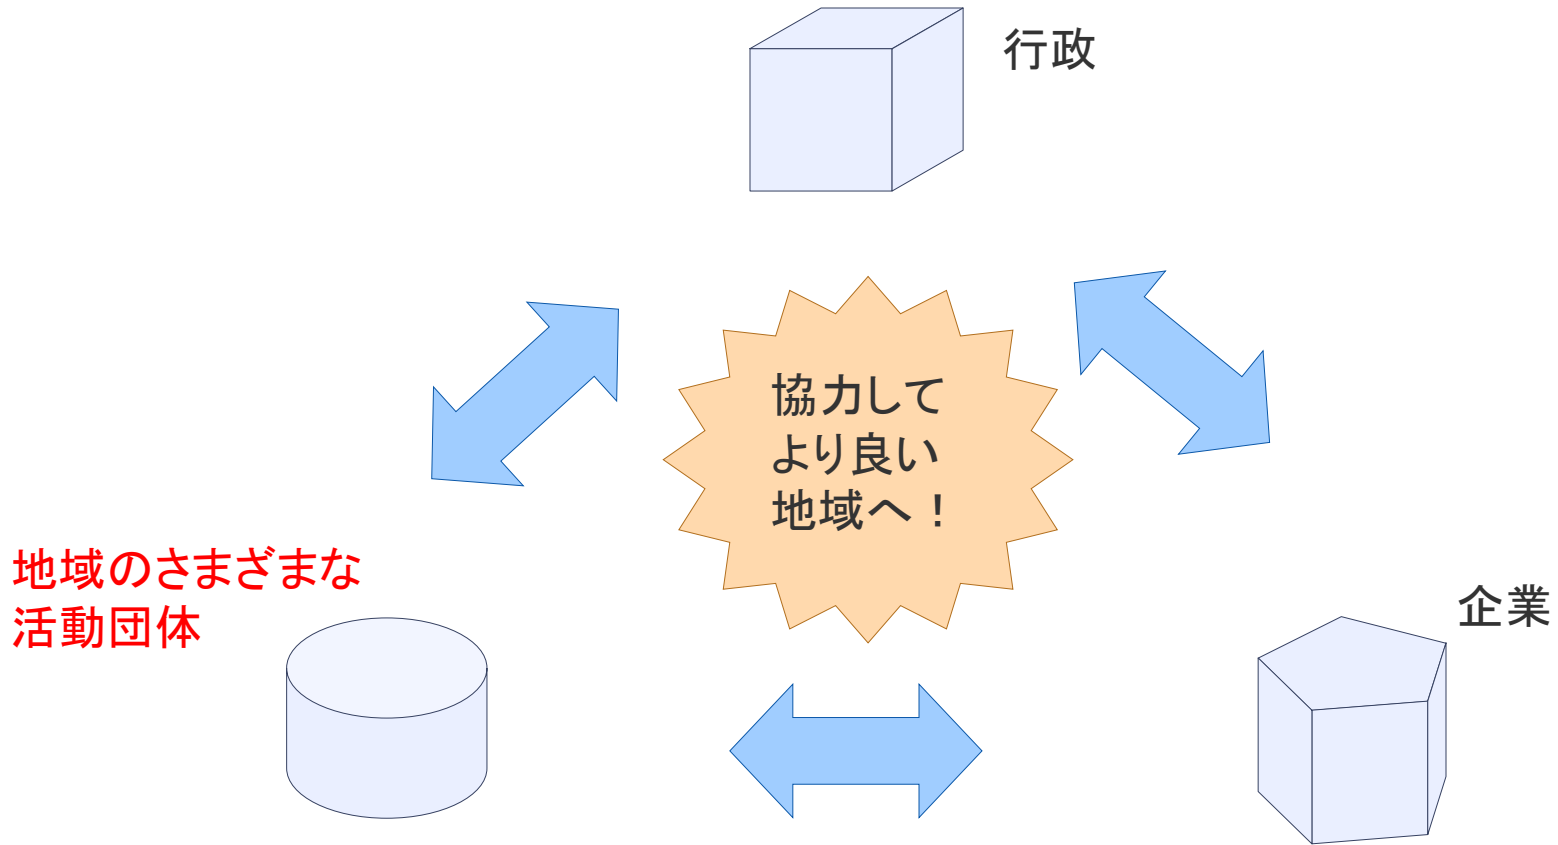 行政
協力して
より良い
地域へ！
地域のさまざまな
活動団体
企業